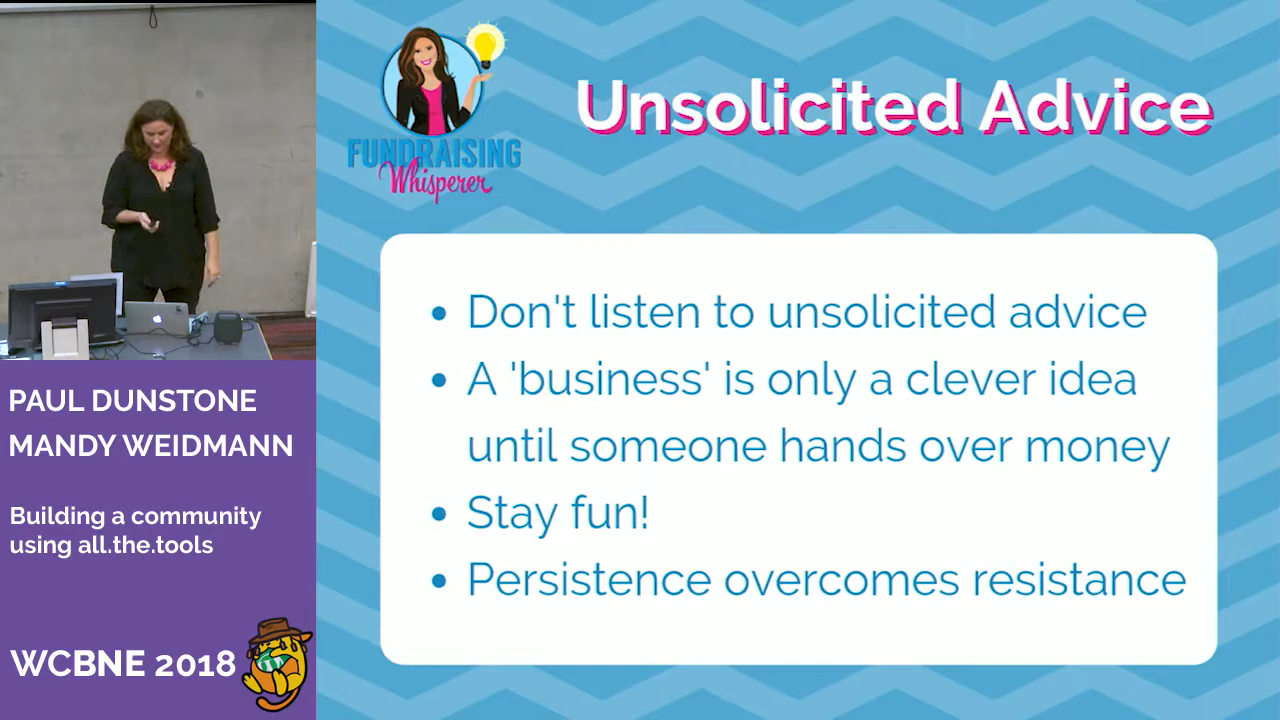 FUNDRAISING
Whisperer
Unsolicited Advice
• Don't listen to unsolicited advice
• A 'business' is only a clever idea
until someone hands over money
• Stay fun!
• Persistence overcomes resistance
PAUL DUNSTONE
MANDY WEIDMANN
Building a community
using all.the.tools
WCBNE 2018